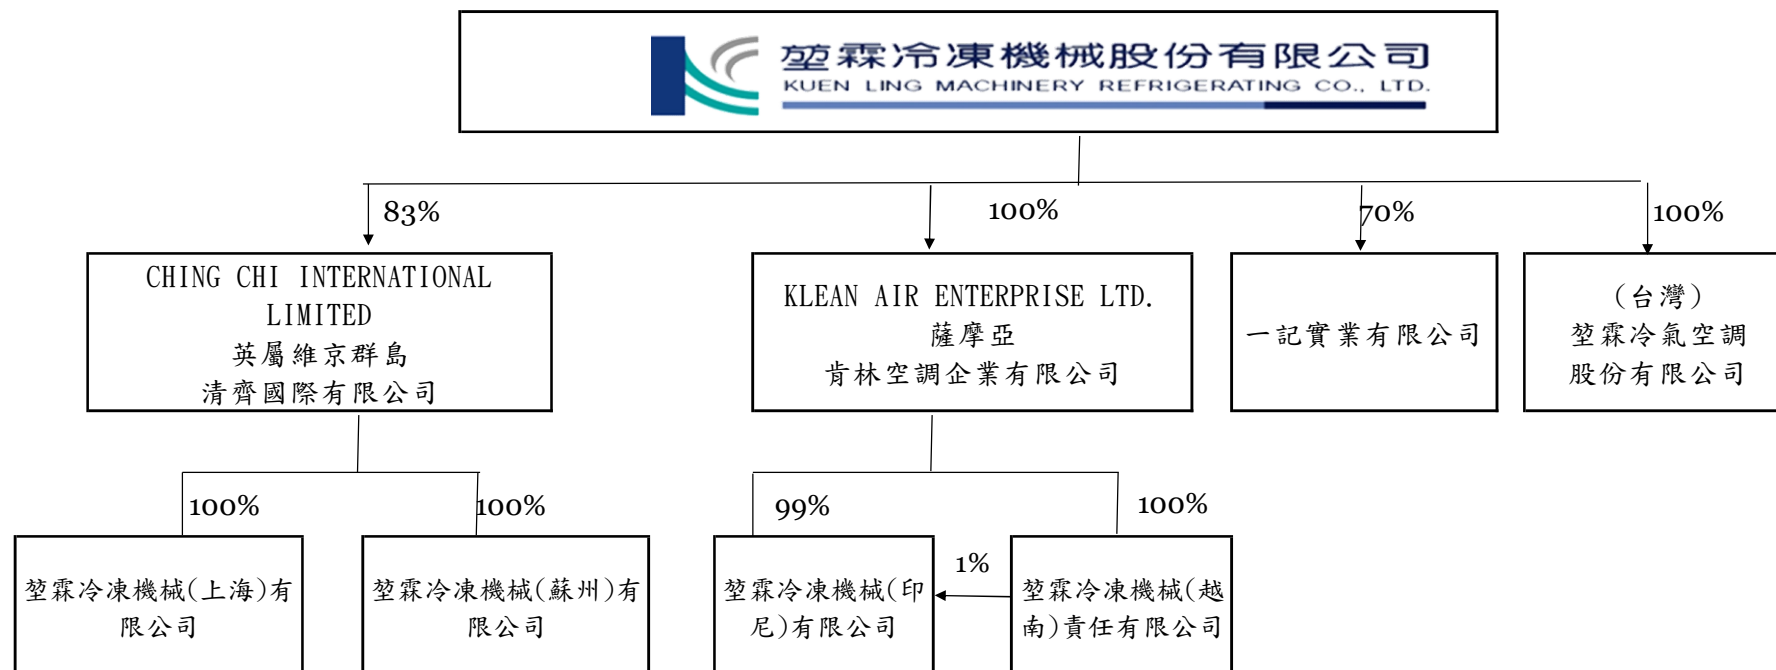 堃霖冷凍機械股份有限公司
KUEN LING MACHINERY REFRIGERATING CO., LTD.
83%
100%
70%
100%
CHING CHI INTERNATIONAL
LIMITED
英屬維京群島
清齊國際有限公司
KLEAN AIR ENTERPRISE LTD.
薩摩亞
肯林空調企業有限公司
一記實業有限公司
(台灣)
堃霖冷氣空調
股份有限公司
100%
100%
99%
100%
堃霖冷凍機械(上海)有
限公司
堃霖冷凍機械(蘇州)有
限公司
堃霖冷凍機械(印
尼)有限公司
1%
堃霖冷凍機械(越
南)責任有限公司